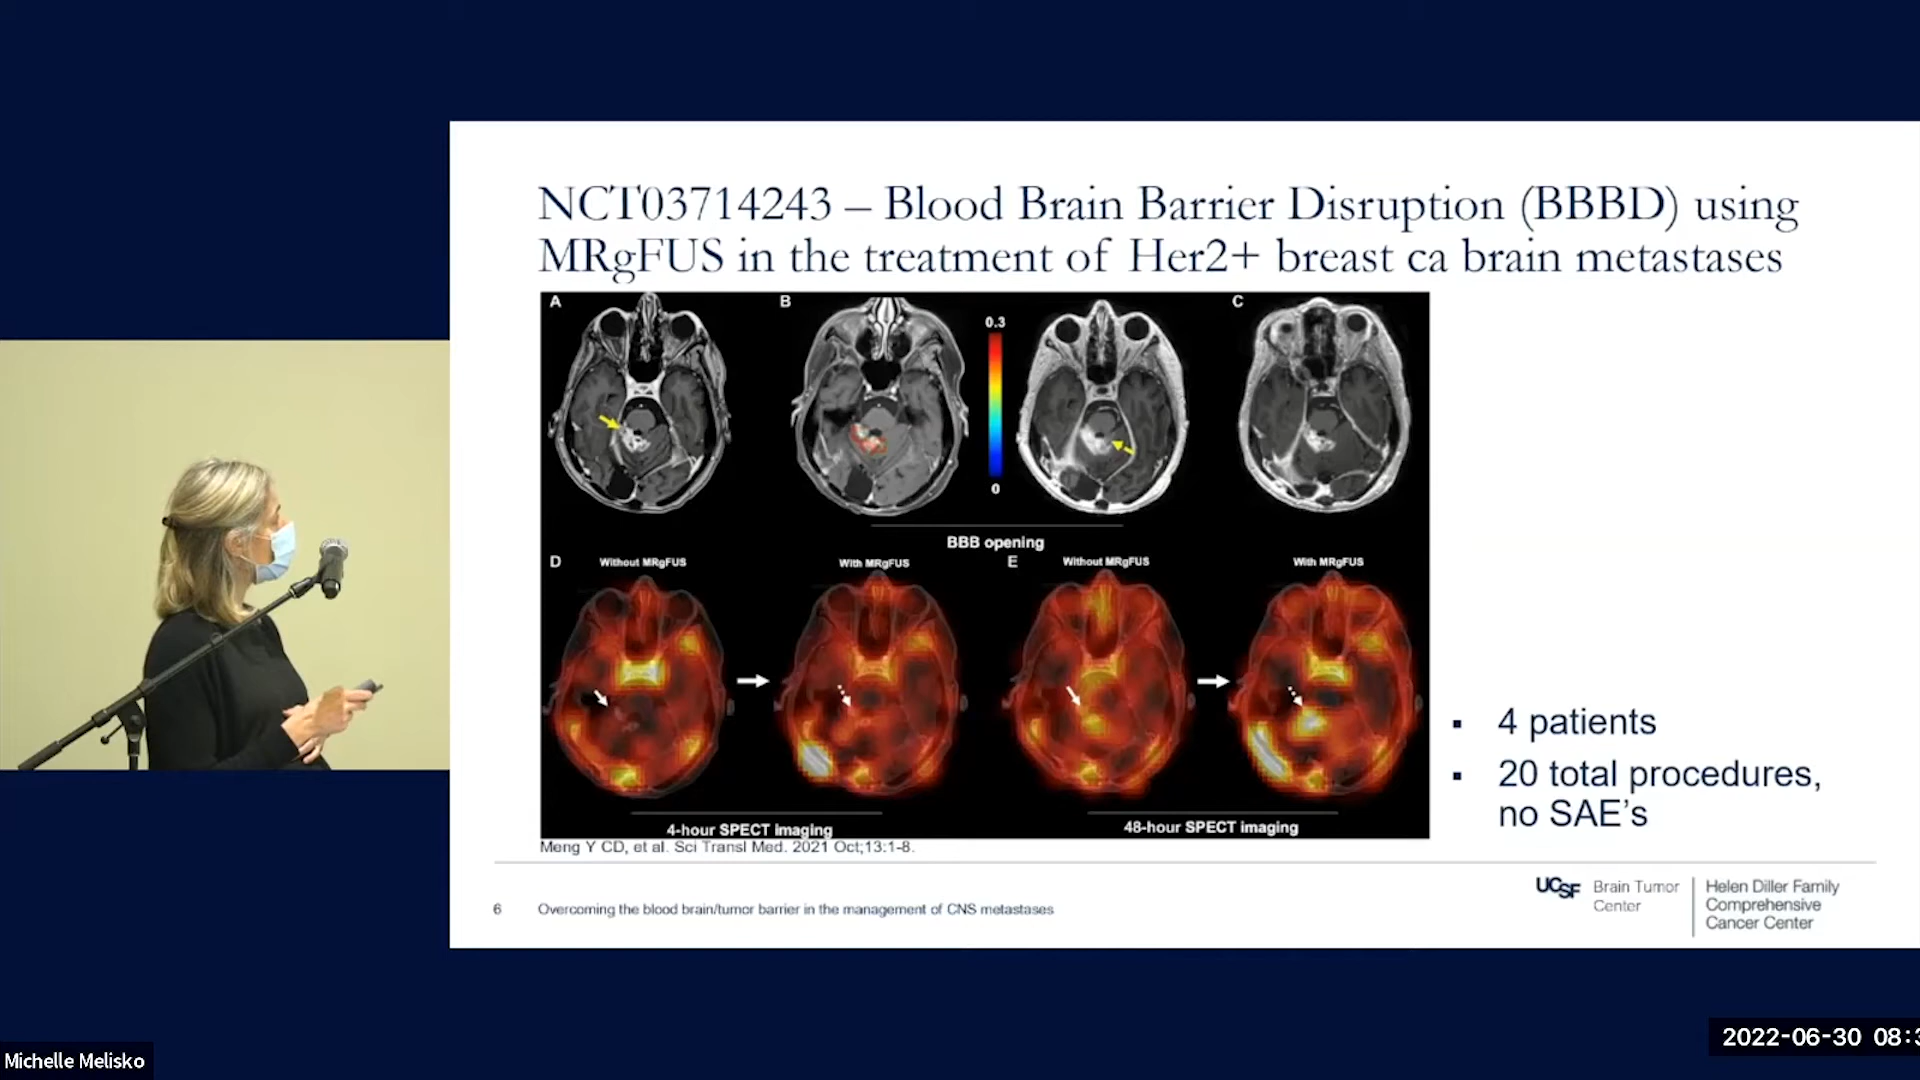 NCT03714243 – Blood Brain Barrier Disruption (BBBD) using
MRgFUS in the treatment of Her2+ breast ca brain metastases
A
B
C
0.3
0
BBB opening
D
Without MRgFUS
With MRgFUS
E
Without MRgFUS
With MRgFUS
4-hour SPECT imaging
48-hour SPECT imaging
Meng Y CD, et al. Sci Transl Med. 2021 Oct;13:1-8.
▪ 4 patients
▪ 20 total procedures,
no SAE's
6
Overcoming the blood brain/tumor barrier in the management of CNS metastases
UCSF
Brain Tumor
Center
Helen Diller Family
Comprehensive
Cancer Center
Michelle Melisko
2022-06-30 08:3